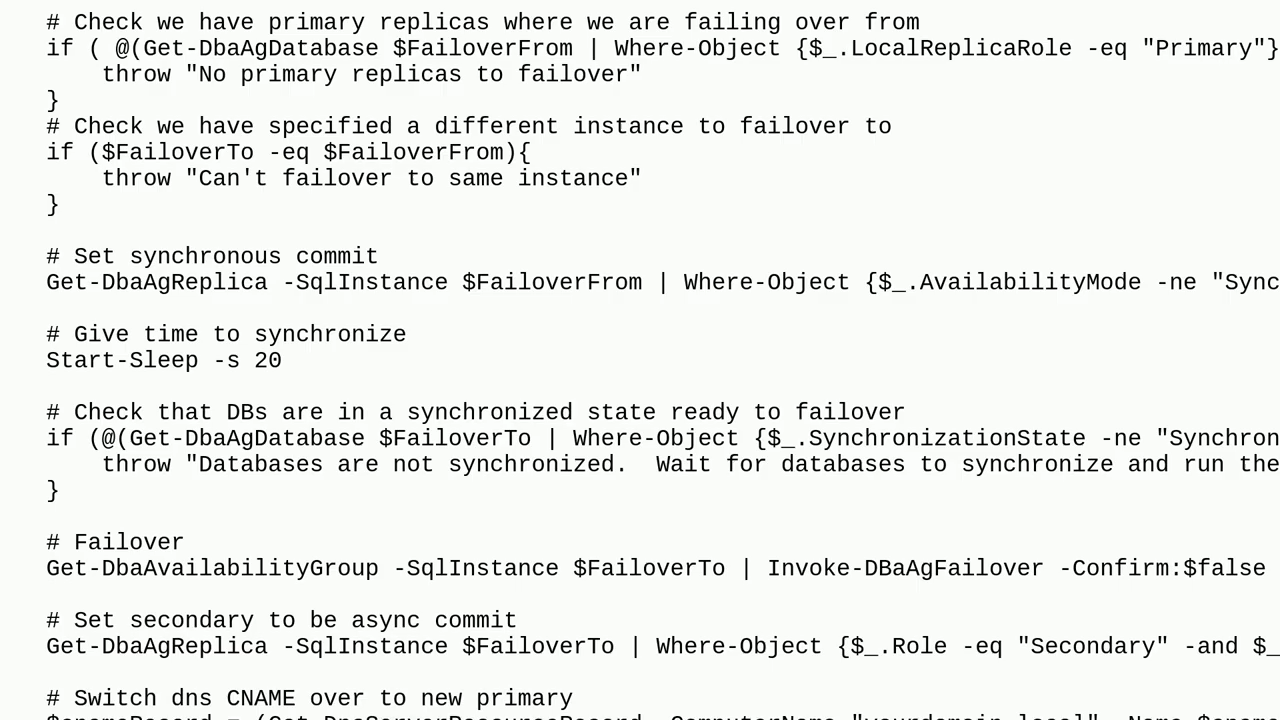 # Check we have primary replicas where we are failing over from
if ( @(Get-DbaAgDatabase $FailoverFrom | Where-Object {$_.LocalReplicaRole -eq "Primary"}
    throw "No primary replicas to failover"
}
# Check we have specified a different instance to failover to
if ($FailoverTo -eq $FailoverFrom){
    throw "Can't failover to same instance"
}

# Set synchronous commit
Get-DbaAgReplica -SqlInstance $FailoverFrom | Where-Object {$_.AvailabilityMode -ne "Sync

# Give time to synchronize
Start-Sleep -s 20

# Check that DBs are in a synchronized state ready to failover
if (@(Get-DbaAgDatabase $FailoverTo | Where-Object {$_.SynchronizationState -ne "Synchron
    throw "Databases are not synchronized.  Wait for databases to synchronize and run the
}

# Failover
Get-DbaAvailabilityGroup -SqlInstance $FailoverTo | Invoke-DBaAgFailover -Confirm:$false

# Set secondary to be async commit
Get-DbaAgReplica -SqlInstance $FailoverTo | Where-Object {$_.Role -eq "Secondary" -and $_

# Switch dns CNAME over to new primary